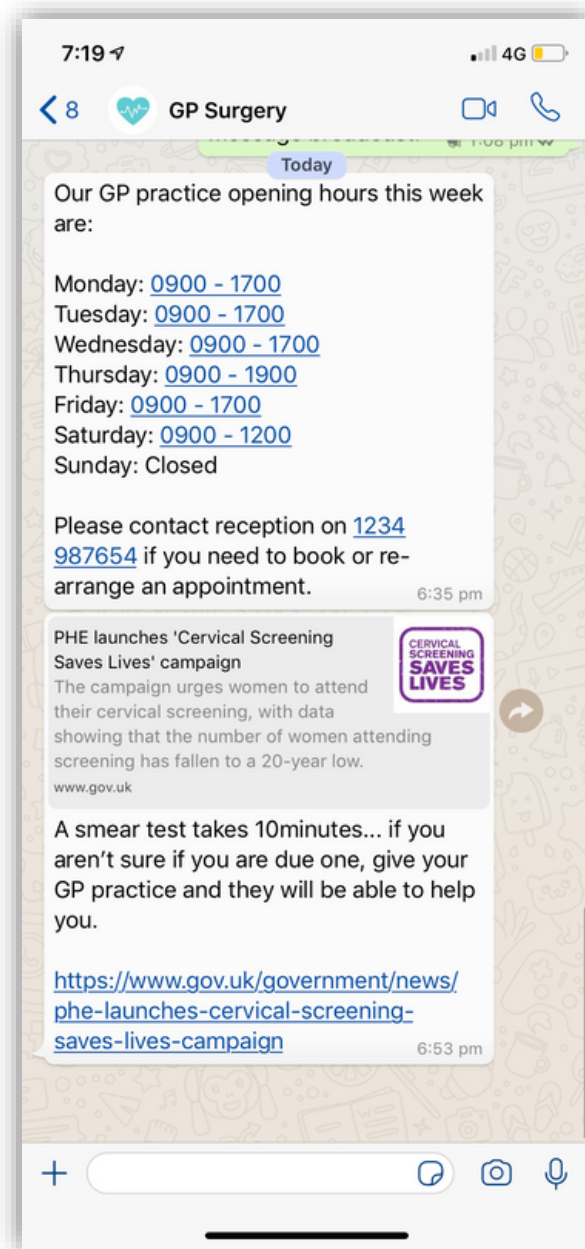 7:19
4G
8
GP Surgery
1:08 pm
Today
Our GP practice opening hours this week
are:
Monday: 0900 - 1700
Tuesday: 0900 - 1700
Wednesday: 0900 - 1700
Thursday: 0900 - 1900
Friday: 0900 - 1700
Saturday: 0900 - 1200
Sunday: Closed
Please contact reception on 1234
987654 if you need to book or re-
arrange an appointment.
6:35 pm
PHE launches 'Cervical Screening
Saves Lives' campaign
The campaign urges women to attend
their cervical screening, with data
showing that the number of women attending
screening has fallen to a 20-year low.
www.gov.uk
CERVICAL
SCREENING
SAVES
LIVES
A smear test takes 10minutes... if you
aren't sure if you are due one, give your
GP practice and they will be able to help
you.
https://www.gov.uk/government/news/
phe-launches-cervical-screening-
saves-lives-campaign
6:53 pm